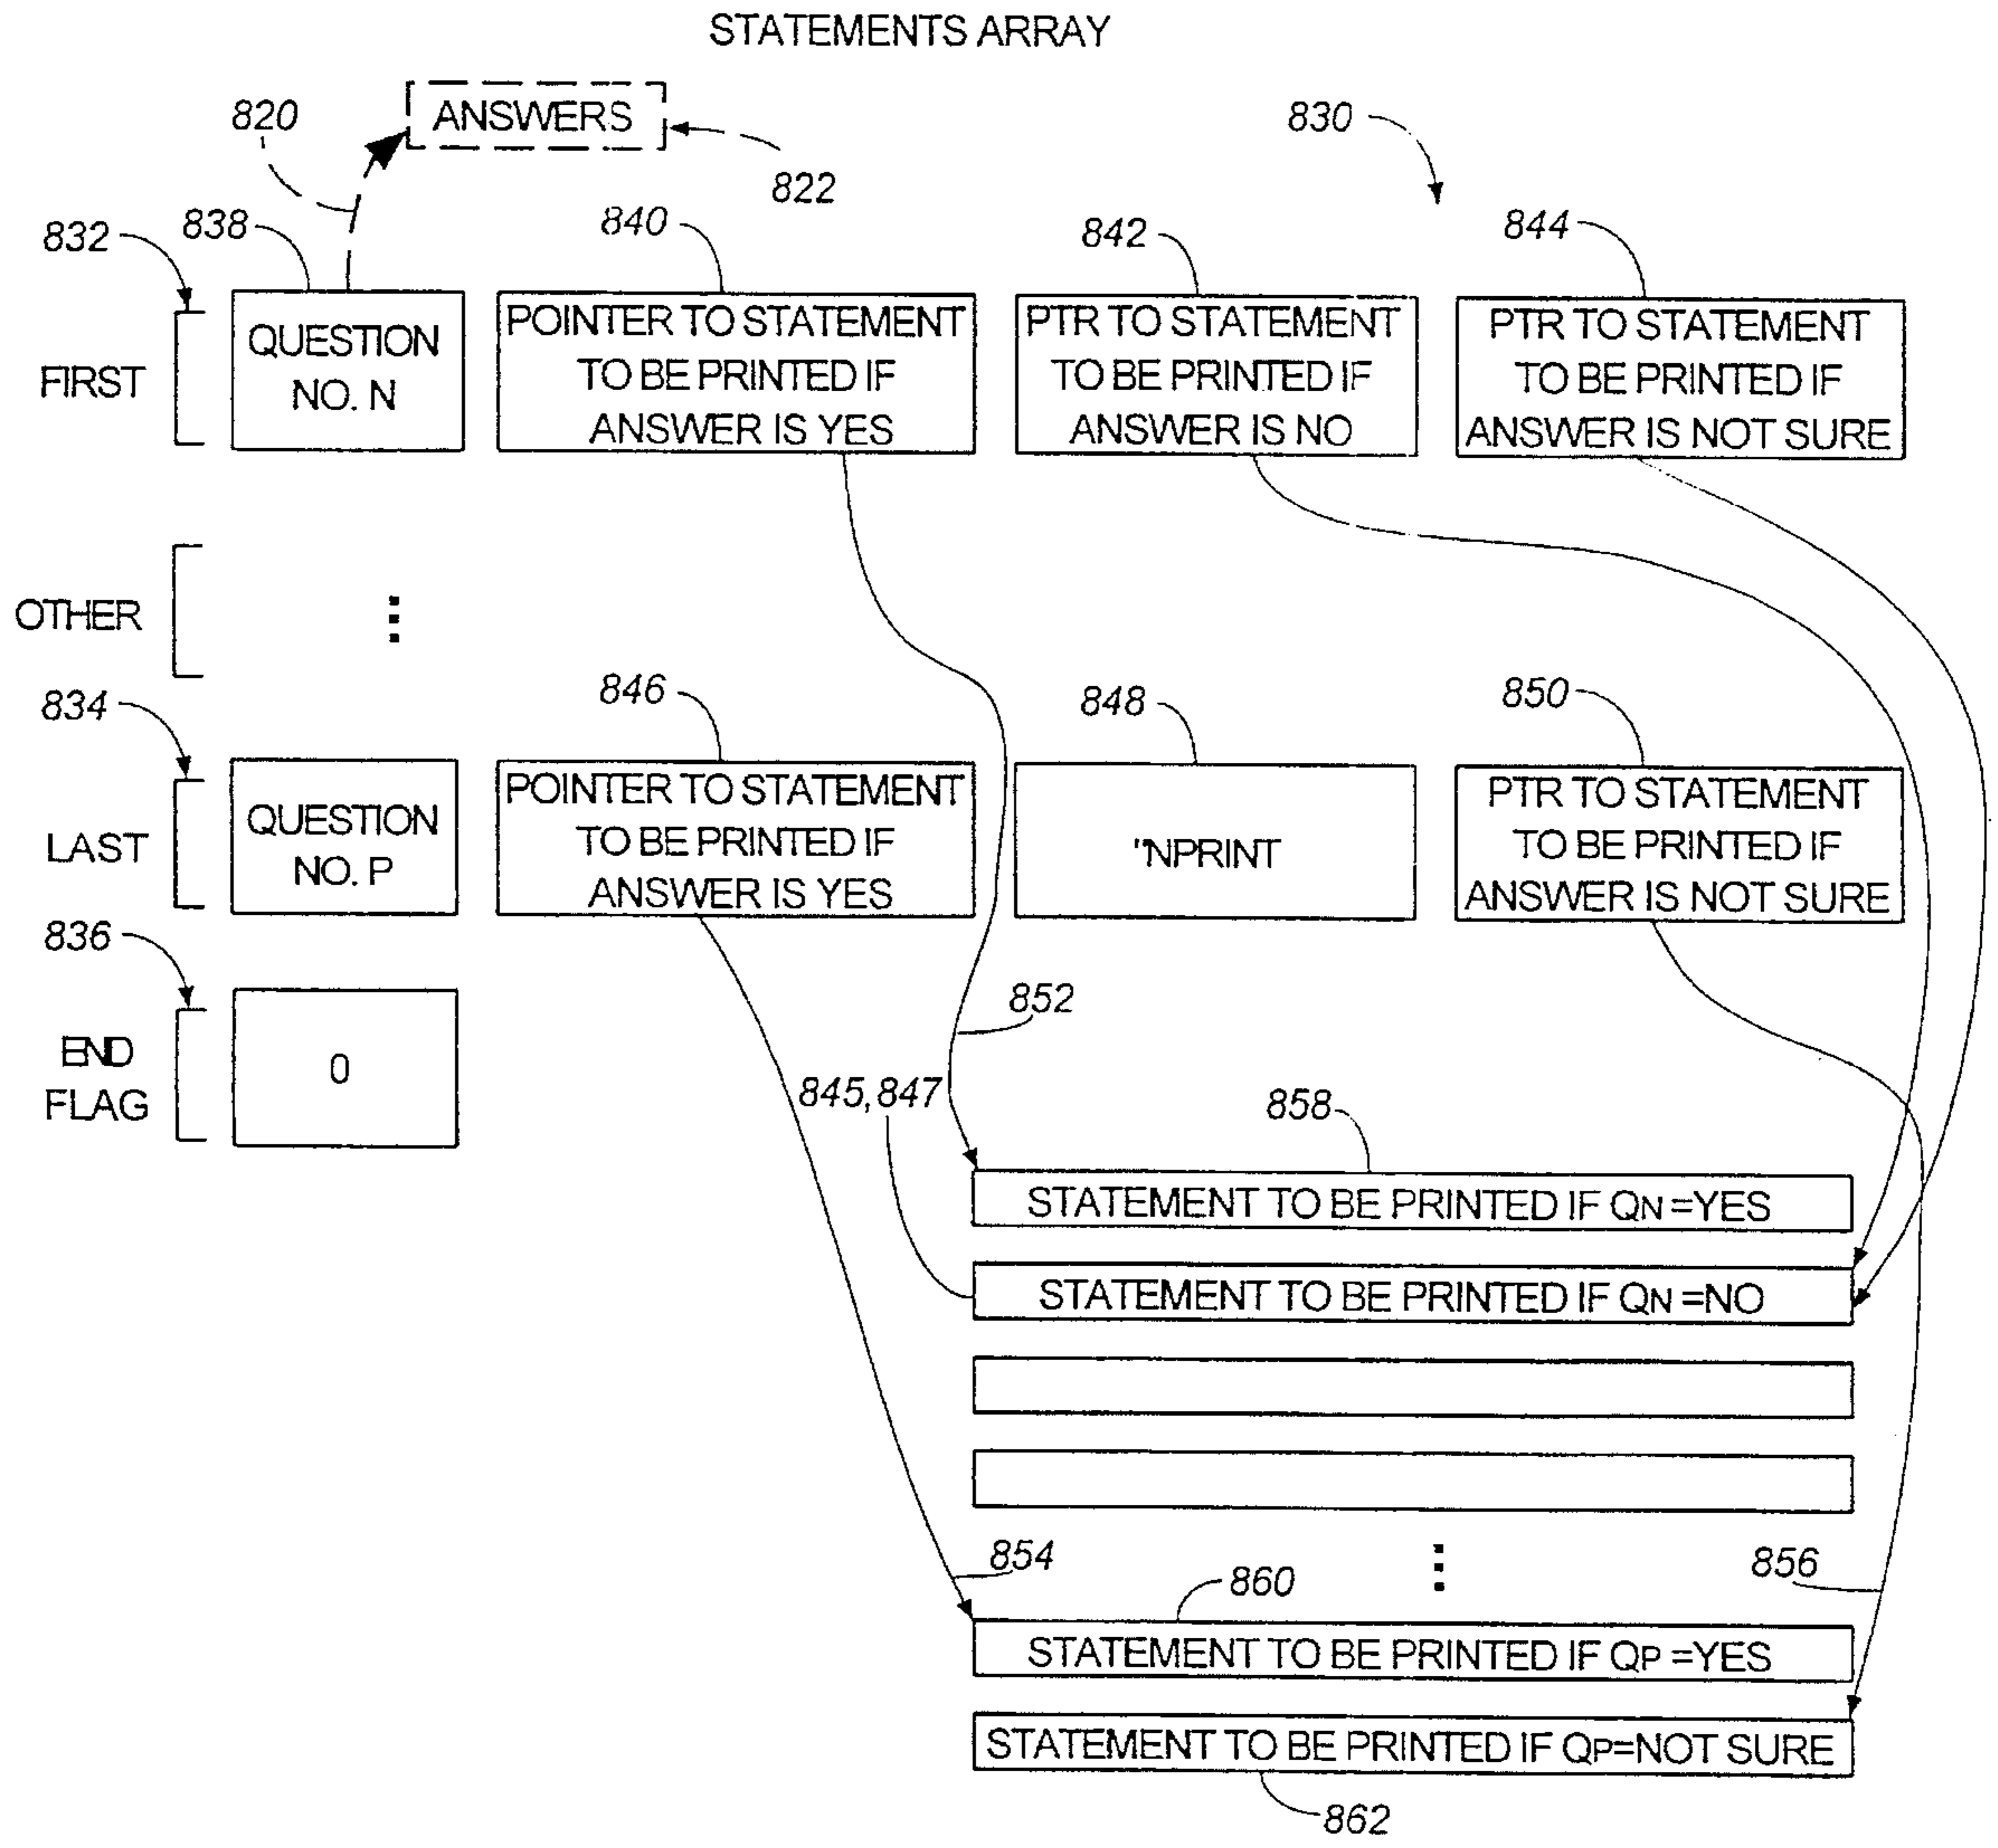 STATEMENTS ARRAY
ANSWERS
820
822
830
832
838
840
842
844
FIRST
QUESTION
NO. N
POINTER TO STATEMENT
TO BE PRINTED IF
ANSWER IS YES
PTR TO STATEMENT
TO BE PRINTED IF
ANSWER IS NO
PTR TO STATEMENT
TO BE PRINTED IF
ANSWER IS NOT SURE
OTHER
834
846
848
850
LAST
QUESTION
NO. P
POINTER TO STATEMENT
TO BE PRINTED IF
ANSWER IS YES
"NPRINT
PTR TO STATEMENT
TO BE PRINTED IF
ANSWER IS NOT SURE
836
END
FLAG
0
852
845,847
858
STATEMENT TO BE PRINTED IF QN =YES
STATEMENT TO BE PRINTED IF QN =NO
854
860
856
STATEMENT TO BE PRINTED IF QP =YES
STATEMENT TO BE PRINTED IF QP=NOT SURE
862